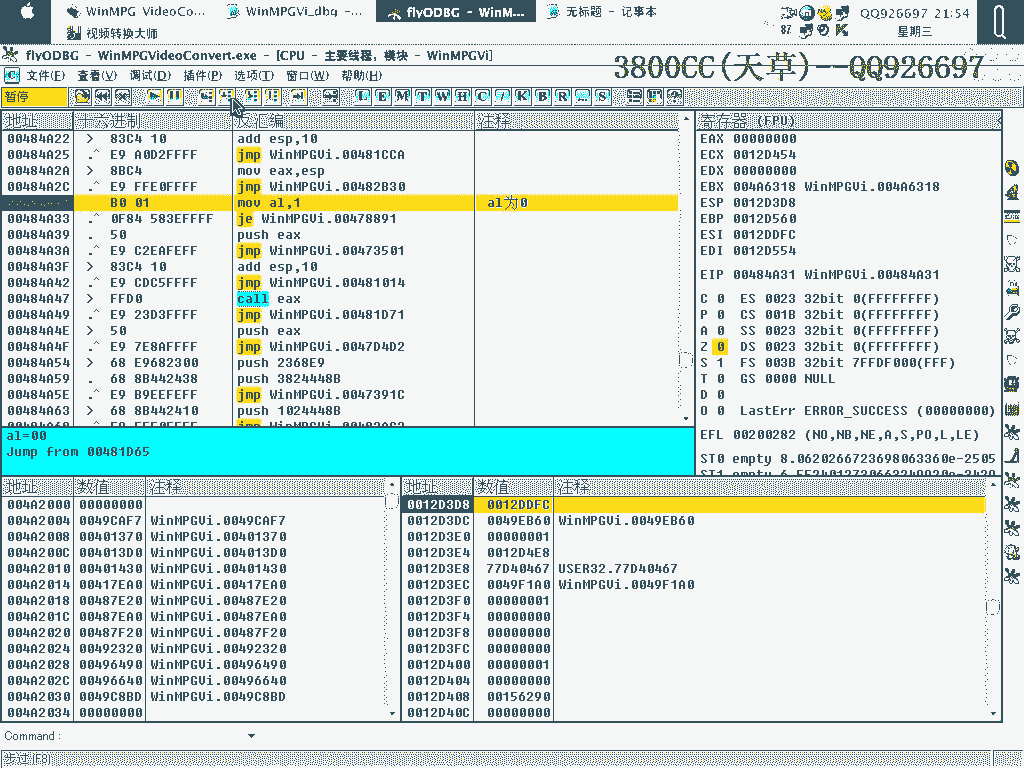 WinMPG VideoCo...
WinMPGVi_dbg -...
flyODBG - WinM...
无标题 - 记事本
QQ926697 21:54
视频转换大师
87
星期三
flyODBG - WinMPGVideoConvert.exe - [CPU - 主要线程, 模块 - WinMPGVi]
文件(F) 查看(V) 调试(D) 插件(P) 选项(T) 窗口(W) 帮助(H)
3800CC(天草)--QQ926697
暂停
L E M T W H C / K B R ... S
地址 十六进制 反汇编 注释
00484A22 > 83C4 10 add esp,10
00484A25 .^ E9 A0D2FFFF jmp WinMPGVi.00481CCA
00484A2A > 8BC4 mov eax,esp
00484A2C .^ E9 FFE0FFFF jmp WinMPGVi.00482B30
B0 01 mov al,1 al为0
00484A33 .^ 0F84 583EFFFF je WinMPGVi.00478891
00484A39 . 50 push eax
00484A3A .^ E9 C2EAFEFF jmp WinMPGVi.00473501
00484A3F > 83C4 10 add esp,10
00484A42 .^ E9 CDC5FFFF jmp WinMPGVi.00481014
00484A47 > FFD0 call eax
00484A49 .^ E9 23D3FFFF jmp WinMPGVi.00481D71
00484A4E > 50 push eax
00484A4F .^ E9 7E8AFFFF jmp WinMPGVi.0047D4D2
00484A54 > 68 E9682300 push 2368E9
00484A59 . 68 8B442438 push 3824448B
00484A5E .^ E9 B9EEFEFF jmp WinMPGVi.0047391C
00484A63 > 68 8B442410 push 1024448B
al=00
Jump from 00481D65
寄存器 (FPU)
EAX 00000000
ECX 0012D454
EDX 00000000
EBX 004A6318 WinMPGVi.004A6318
ESP 0012D3D8
EBP 0012D560
ESI 0012DDFC
EDI 0012D554
EIP 00484A31 WinMPGVi.00484A31
C 0 ES 0023 32bit 0(FFFFFFFF)
P 0 CS 001B 32bit 0(FFFFFFFF)
A 0 SS 0023 32bit 0(FFFFFFFF)
Z 0 DS 0023 32bit 0(FFFFFFFF)
S 1 FS 003B 32bit 7FFDF000(FFF)
T 0 GS 0000 NULL
D 0
O 0 LastErr ERROR_SUCCESS (00000000)
EFL 00200282 (NO,NB,NE,A,S,PO,L,LE)
ST0 empty 8.0620266723698063360e-2505
地址 数值 注释
004A2000 00000000
004A2004 0049CAF7 WinMPGVi.0049CAF7
004A2008 00401370 WinMPGVi.00401370
004A200C 004013D0 WinMPGVi.004013D0
004A2010 00401430 WinMPGVi.00401430
004A2014 00417EA0 WinMPGVi.00417EA0
004A2018 00487E20 WinMPGVi.00487E20
004A201C 00487EA0 WinMPGVi.00487EA0
004A2020 00487F20 WinMPGVi.00487F20
004A2024 00492320 WinMPGVi.00492320
004A2028 00496490 WinMPGVi.00496490
004A202C 00496640 WinMPGVi.00496640
004A2030 0049C8BD WinMPGVi.0049C8BD
004A2034 00000000
地址 数值 注释
0012D3D8 0012DDFC
0012D3DC 0049EB60 WinMPGVi.0049EB60
0012D3E0 00000001
0012D3E4 0012D4E8
0012D3E8 77D40467 USER32.77D40467
0012D3EC 0049F1A0 WinMPGVi.0049F1A0
0012D3F0 00000001
0012D3F4 00000000
0012D3F8 00000000
0012D3FC 00000000
0012D400 00000001
0012D404 00000000
0012D408 00156290
0012D40C 00000000
Command :
步过[F8]